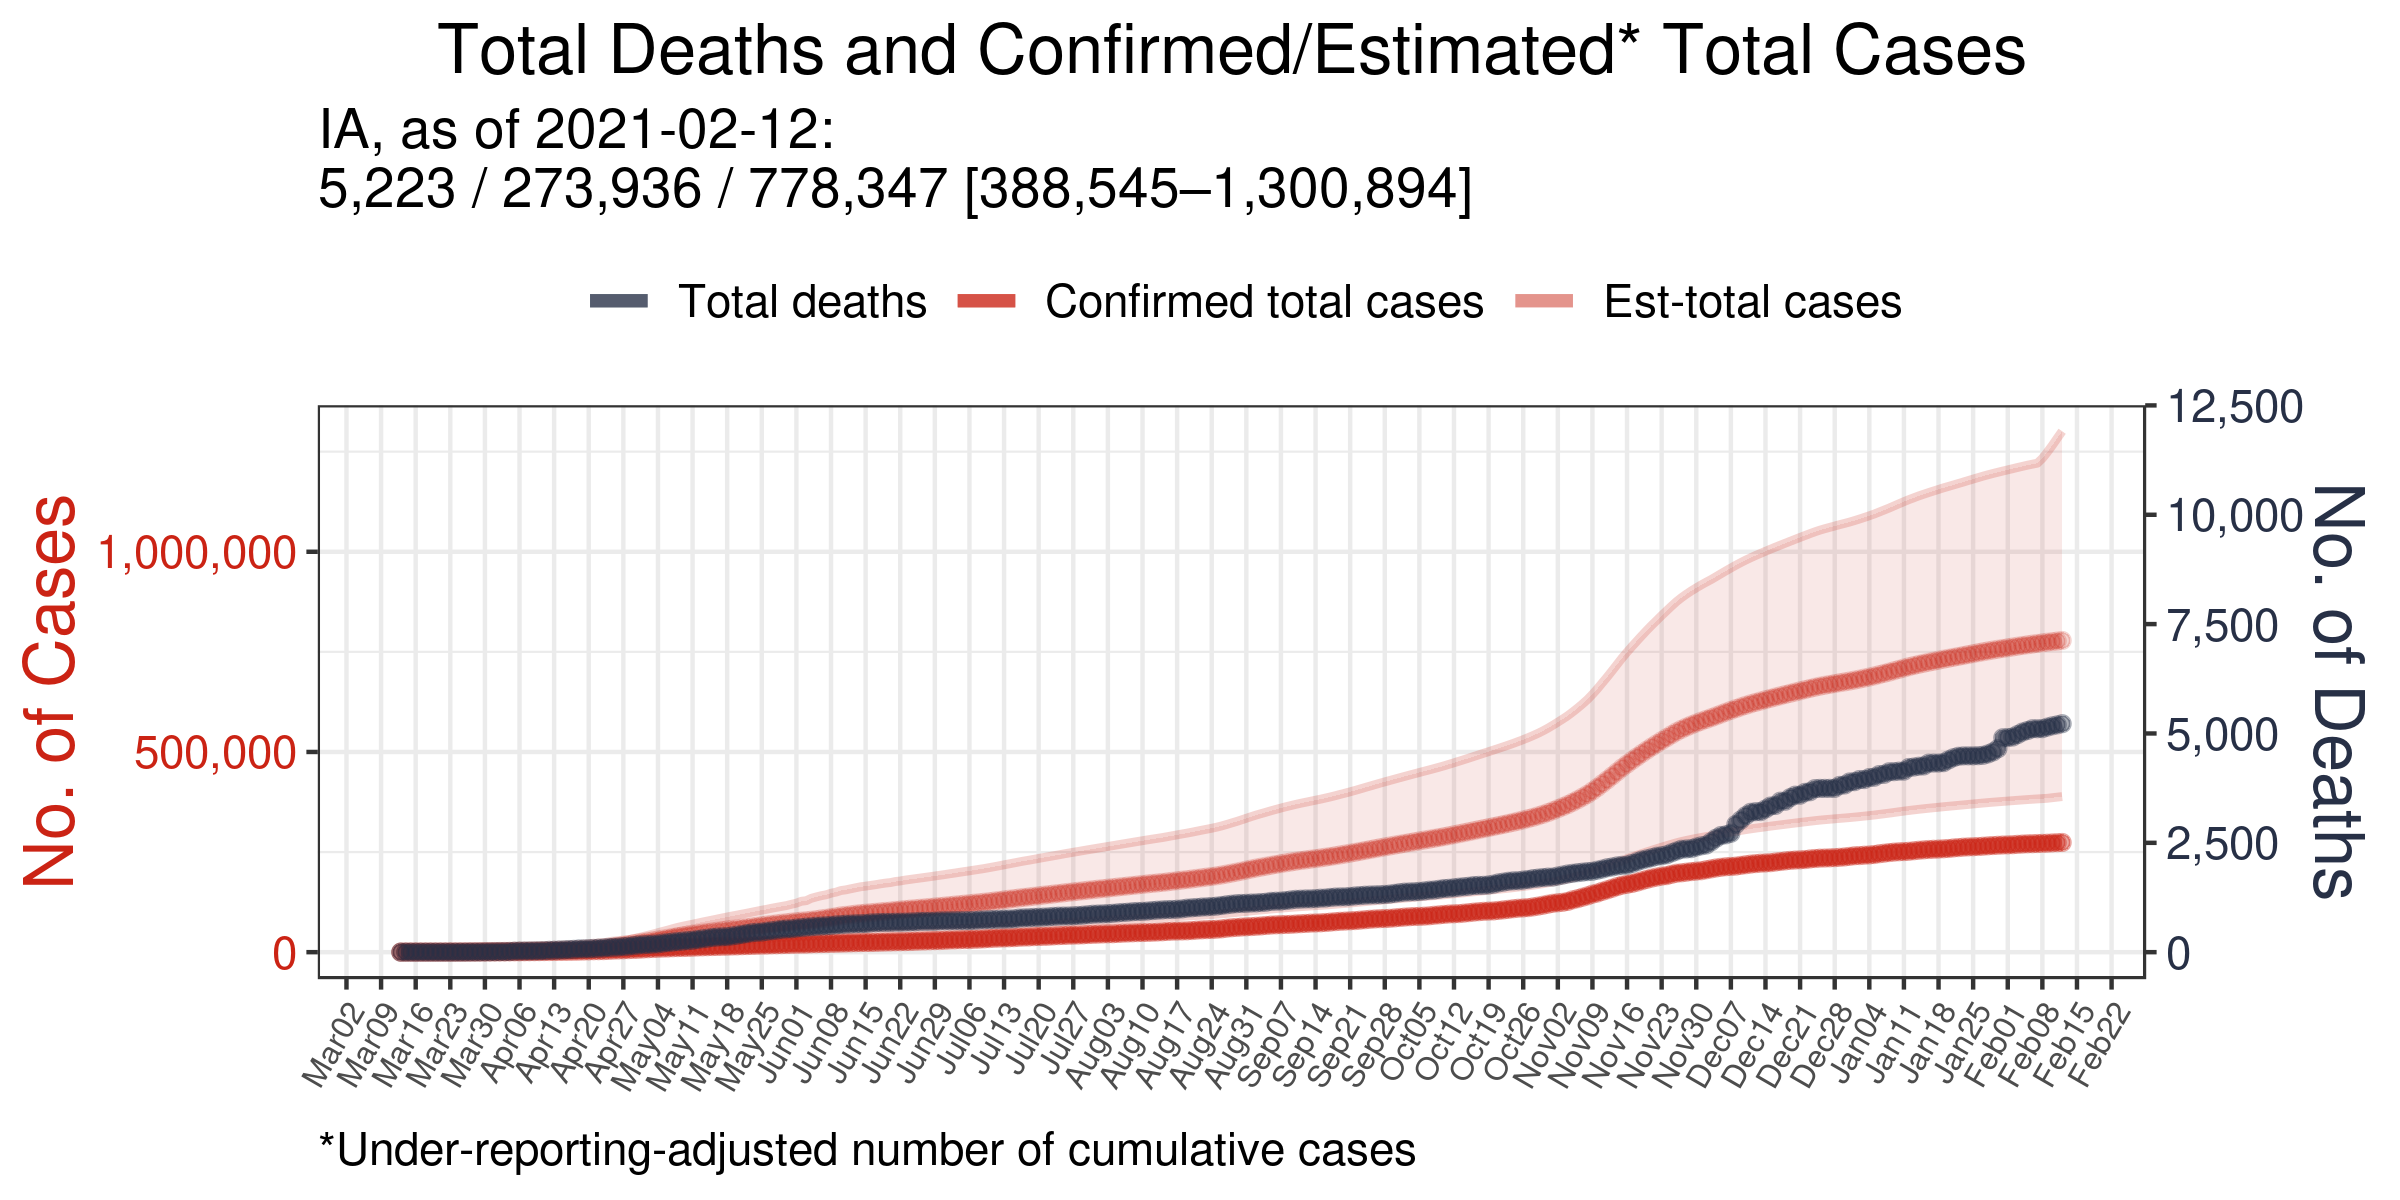 Total Deaths and Confirmed/Estimated* Total Cases
IA, as of 2021-02-12:
5,223 / 273,936 / 778,347 [388,545–1,300,894]
Total deaths
Confirmed total cases
Est-total cases
No. of Cases
1,000,000
500,000
0
12,500
10,000
7,500
5,000
2,500
0
No. of Deaths
Mar02
Mar09
Mar16
Mar23
Mar30
Apr06
Apr13
Apr20
Apr27
May04
May11
May18
May25
Jun01
Jun08
Jun15
Jun22
Jun29
Jul06
Jul13
Jul20
Jul27
Aug03
Aug10
Aug17
Aug24
Aug31
Sep07
Sep14
Sep21
Sep28
Oct05
Oct12
Oct19
Oct26
Nov02
Nov09
Nov16
Nov23
Nov30
Dec07
Dec14
Dec21
Dec28
Jan04
Jan11
Jan18
Jan25
Feb01
Feb08
Feb15
Feb22
*Under-reporting-adjusted number of cumulative cases